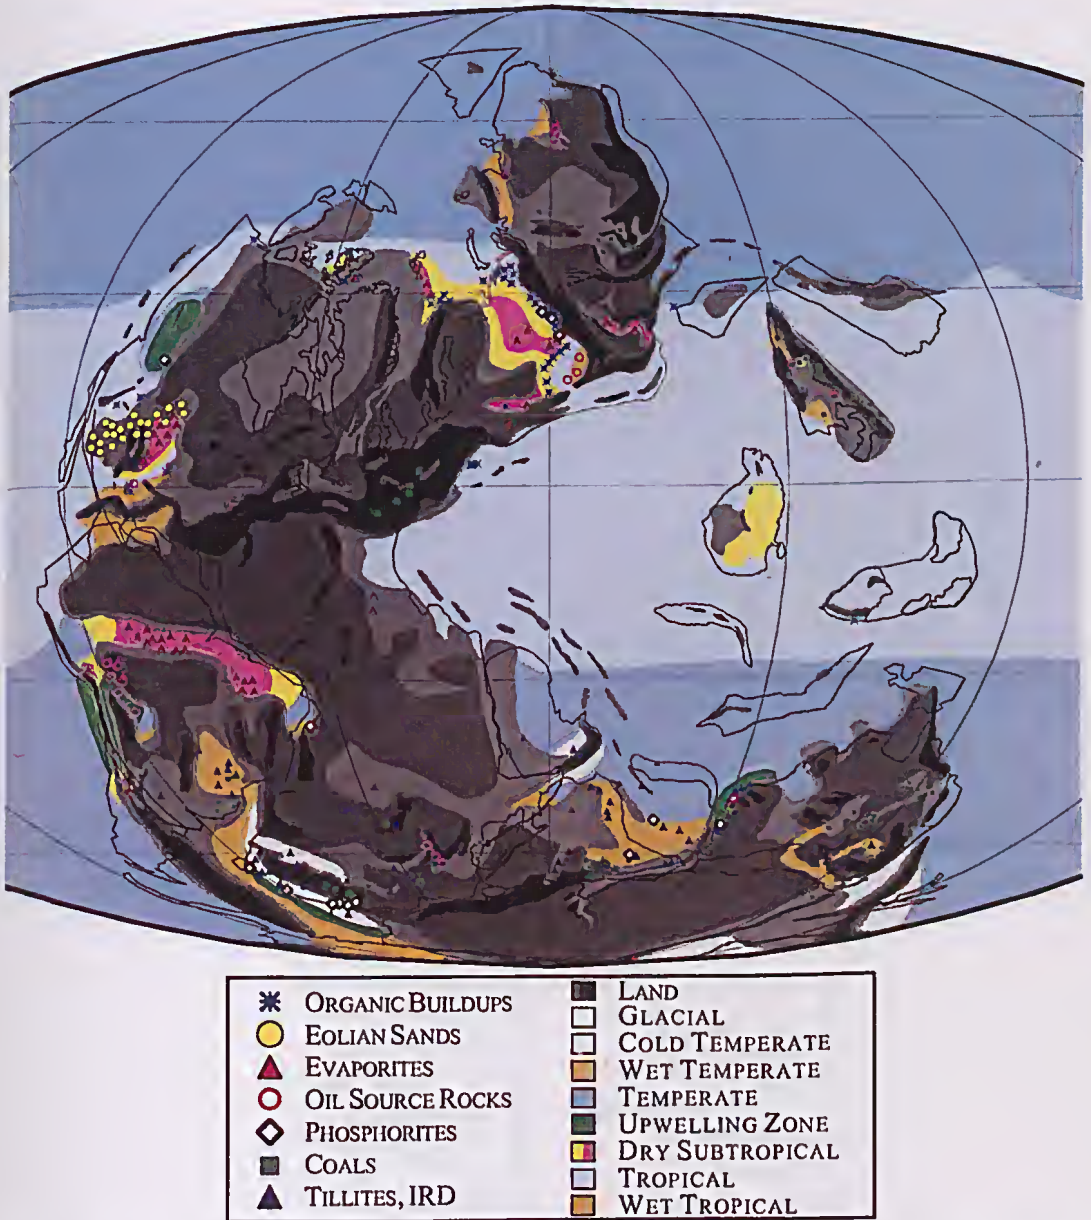 ORGANIC BUILDUPS
EOLIAN SANDS
EVAPORITES
OIL SOURCE ROCKS
PHOSPHORITES
COALS
TILLITES, IRD
LAND
GLACIAL
COLD TEMPERATE
WET TEMPERATE
TEMPERATE
UPWELLING ZONE
DRY SUBTROPICAL
TROPICAL
WET TROPICAL